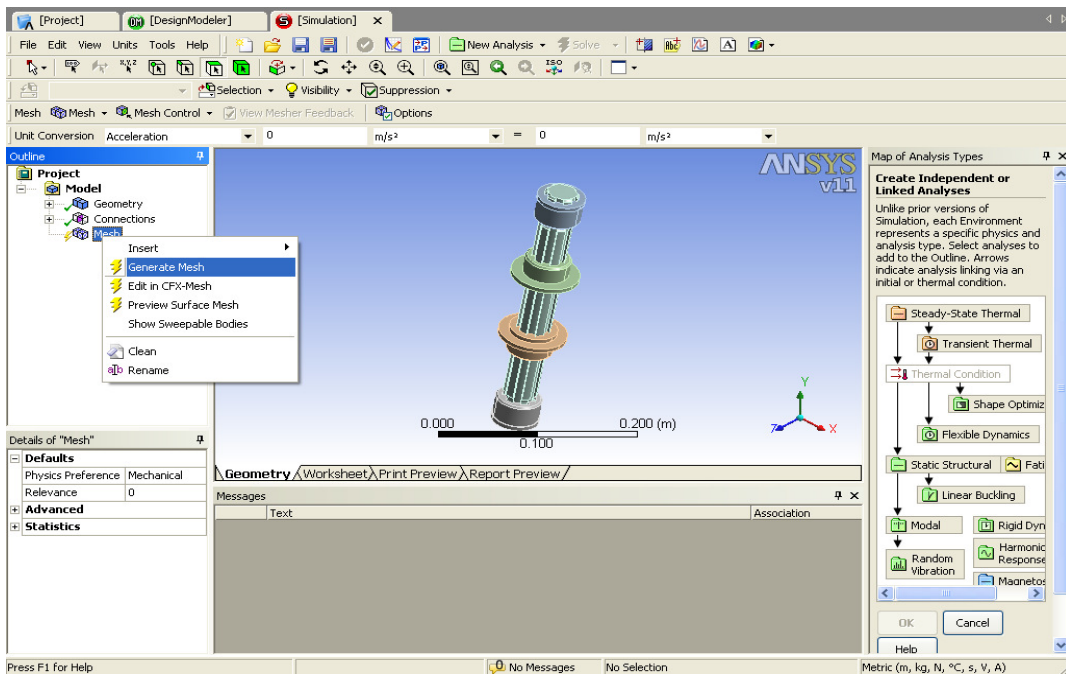 [Project] [DesignModeler] [Simulation]
File Edit View Units Tools Help New Analysis Solve
Selection Visibility Suppression
Mesh Mesh Mesh Control View Mesher Feedback Options
Unit Conversion Acceleration 0 m/s² = 0 m/s²
Outline
Project
Model
Geometry
Connections
Mesh
Insert
Generate Mesh
Edit in CFX-Mesh
Preview Surface Mesh
Show Sweepable Bodies
Clean
Rename
Details of "Mesh"
Defaults
Physics Preference Mechanical
Relevance 0
Advanced
Statistics
ANSYS
v11
0.000 0.200 (m)
0.100
Y
Z X
Geometry Worksheet Print Preview Report Preview
Messages
Text Association
Map of Analysis Types
Create Independent or
Linked Analyses
Unlike prior versions of
Simulation, each Environment
represents a specific physics and
analysis type. Select analyses to
add to the Outline. Arrows
indicate analysis linking via an
initial or thermal condition.
Steady-State Thermal
Transient Thermal
Thermal Condition
Shape Optimiz
Flexible Dynamics
Static Structural Fati
Linear Buckling
Modal Rigid Dyn
Random
Vibration
Harmonic
Response
Magnetos
OK Cancel
Help
Press F1 for Help 0 No Messages No Selection Metric (m, kg, N, °C, s, V, A)